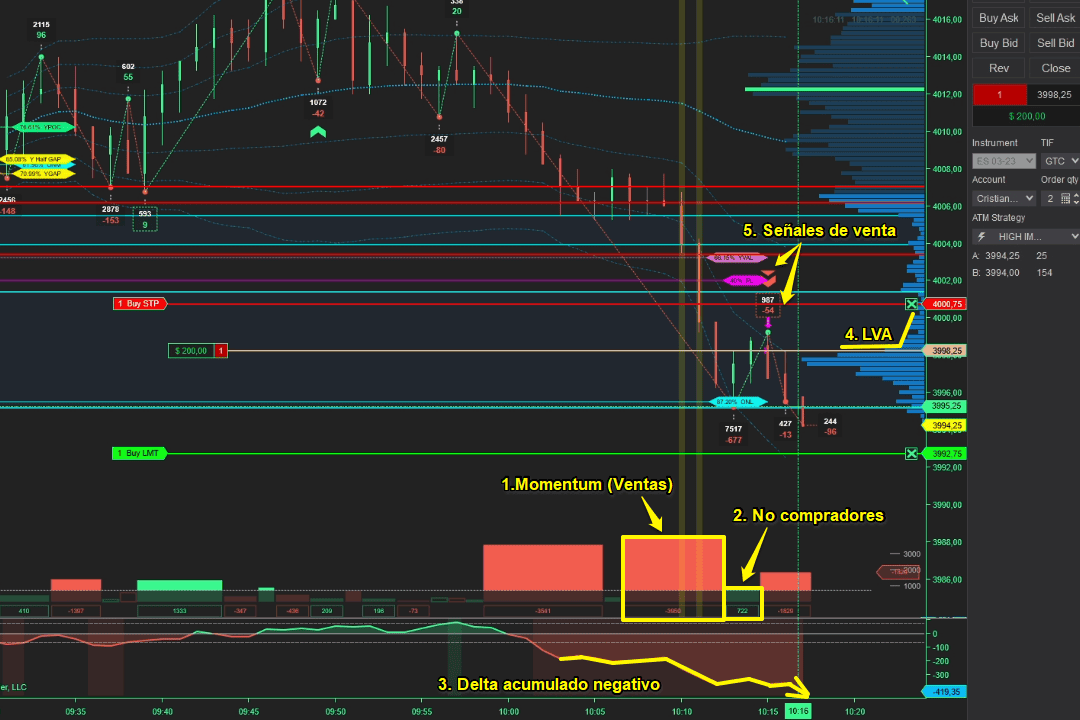 338
20
2115
96
602
55
1072
-42
2457
-80
2456
-148
2878
-153
593
9
76.61% YPOC
85.08% Y Half GAP
70.99% YGAP
10:16:11
4016,00
4014,00
4012,00
4010,00
4008,00
4006,00
4004,00
4002,00
4000,75
4000,00
3998,25
3996,00
3995,25
3994,25
3992,75
3992,00
3990,00
3988,00
3986,00
Buy Ask
Sell Ask
Buy Bid
Sell Bid
Rev
Close
1
3998,25
$ 200,00
Instrument
TIF
ES 03-23
GTC
Account
Order qty
Cristian...
2
ATM Strategy
HIGH IM...
A: 3994,25 25
B: 3994,00 154
5. Señales de venta
987
-54
1 Buy STP
4. LVA
$ 200,00 1
87.20% ONL
7517
-677
427
-13
244
-96
1 Buy LMT
1.Momentum (Ventas)
2. No compradores
3000
2000
1000
410
-1387
1333
-347
-436
209
196
-73
-3541
722
-1828
0
-100
-200
-300
-419,35
3. Delta acumulado negativo
er, LLC
09:35
09:40
09:45
09:50
09:55
10:00
10:05
10:10
10:15
10:16
10:20